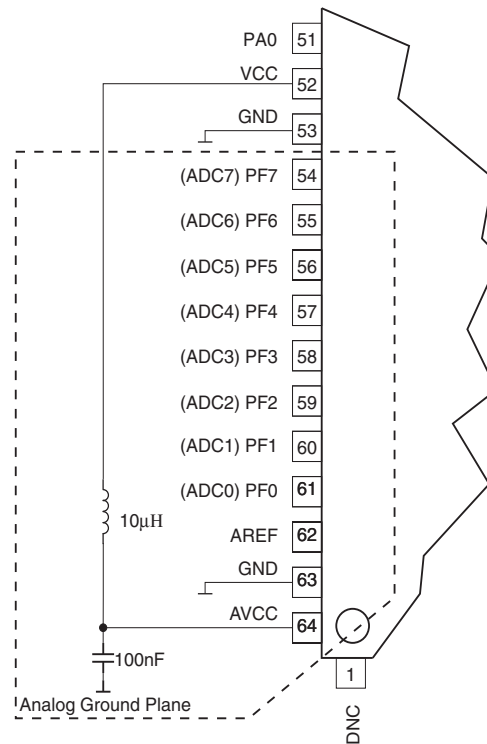 PA0 51
VCC 52
GND 53
(ADC7) PF7 54
(ADC6) PF6 55
(ADC5) PF5 56
(ADC4) PF4 57
(ADC3) PF3 58
(ADC2) PF2 59
(ADC1) PF1 60
(ADC0) PF0 61
10μH
AREF 62
GND 63
AVCC 64
100nF
1
Analog Ground Plane
DNC